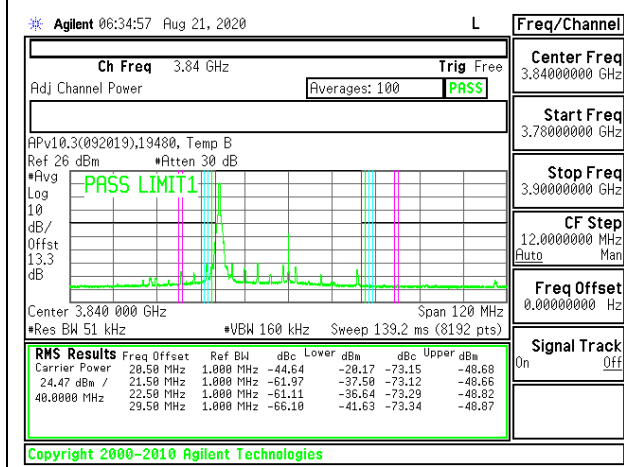 Agilent 06:34:57 Aug 21, 2020 L
Ch Freq 3.84 GHz Trig Free
Adj Channel Power Averages: 100 PASS
APv10.3(092019),19480, Temp B
Ref 26 dBm #Atten 30 dB
#Avg
Log
10
dB/
Offst
13.3
dB
PASS LIMIT1
Center 3.840 000 GHz Span 120 MHz
#Res BW 51 kHz #VBW 160 kHz Sweep 139.2 ms (8192 pts)
RMS Results Freq Offset Ref BW dBc Lower dBm dBc Upper dBm
Carrier Power 20.50 MHz 1.000 MHz -44.64 -20.17 -73.15 -48.68
24.47 dBm / 21.50 MHz 1.000 MHz -61.97 -37.50 -73.12 -48.66
40.0000 MHz 22.50 MHz 1.000 MHz -61.11 -36.64 -73.29 -48.82
29.50 MHz 1.000 MHz -66.10 -41.63 -73.34 -48.87
Copyright 2000-2010 Agilent Technologies
Freq/Channel
Center Freq
3.84000000 GHz
Start Freq
3.78000000 GHz
Stop Freq
3.90000000 GHz
CF Step
12.0000000 MHz
Auto Man
Freq Offset
0.00000000 Hz
Signal Track
On Off